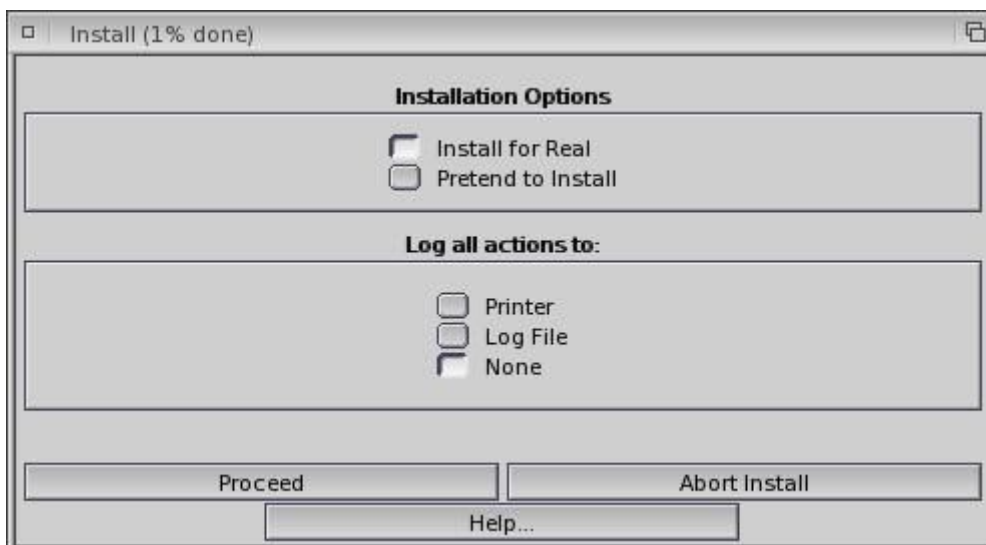 Install (1% done)
Installation Options
Install for Real
Pretend to Install
Log all actions to:
Printer
Log File
None
Proceed
Abort Install
Help...